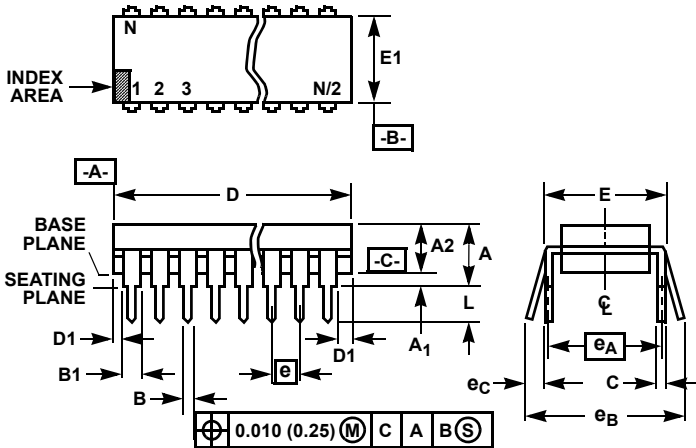 N
INDEX
AREA
1 2 3 N/2
E1
-B-
-A-
D
E
BASE
PLANE
A2
A
-C-
SEATING
PLANE
L
D1
B1
B
e
D1
A1
℄
eA
eC
C
eB
⌖ 0.010 (0.25) Ⓜ C A B Ⓢ